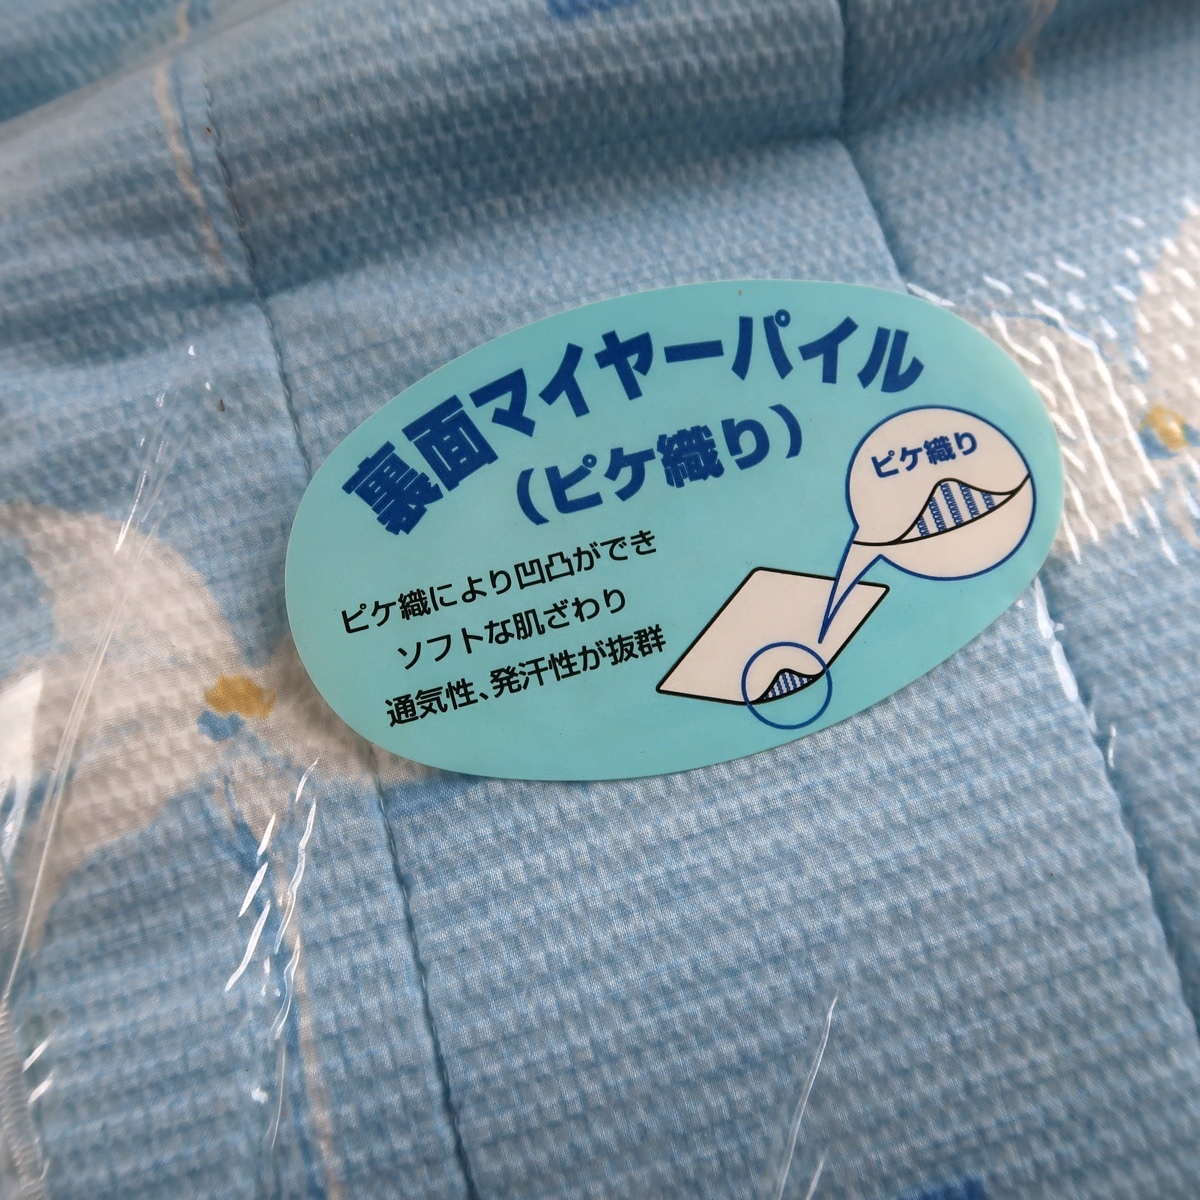 裏面マイヤーパイル
（ピケ織り）
ピケ織により凹凸ができ
ソフトな肌ざわり
通気性、発汗性が抜群
ピケ織り